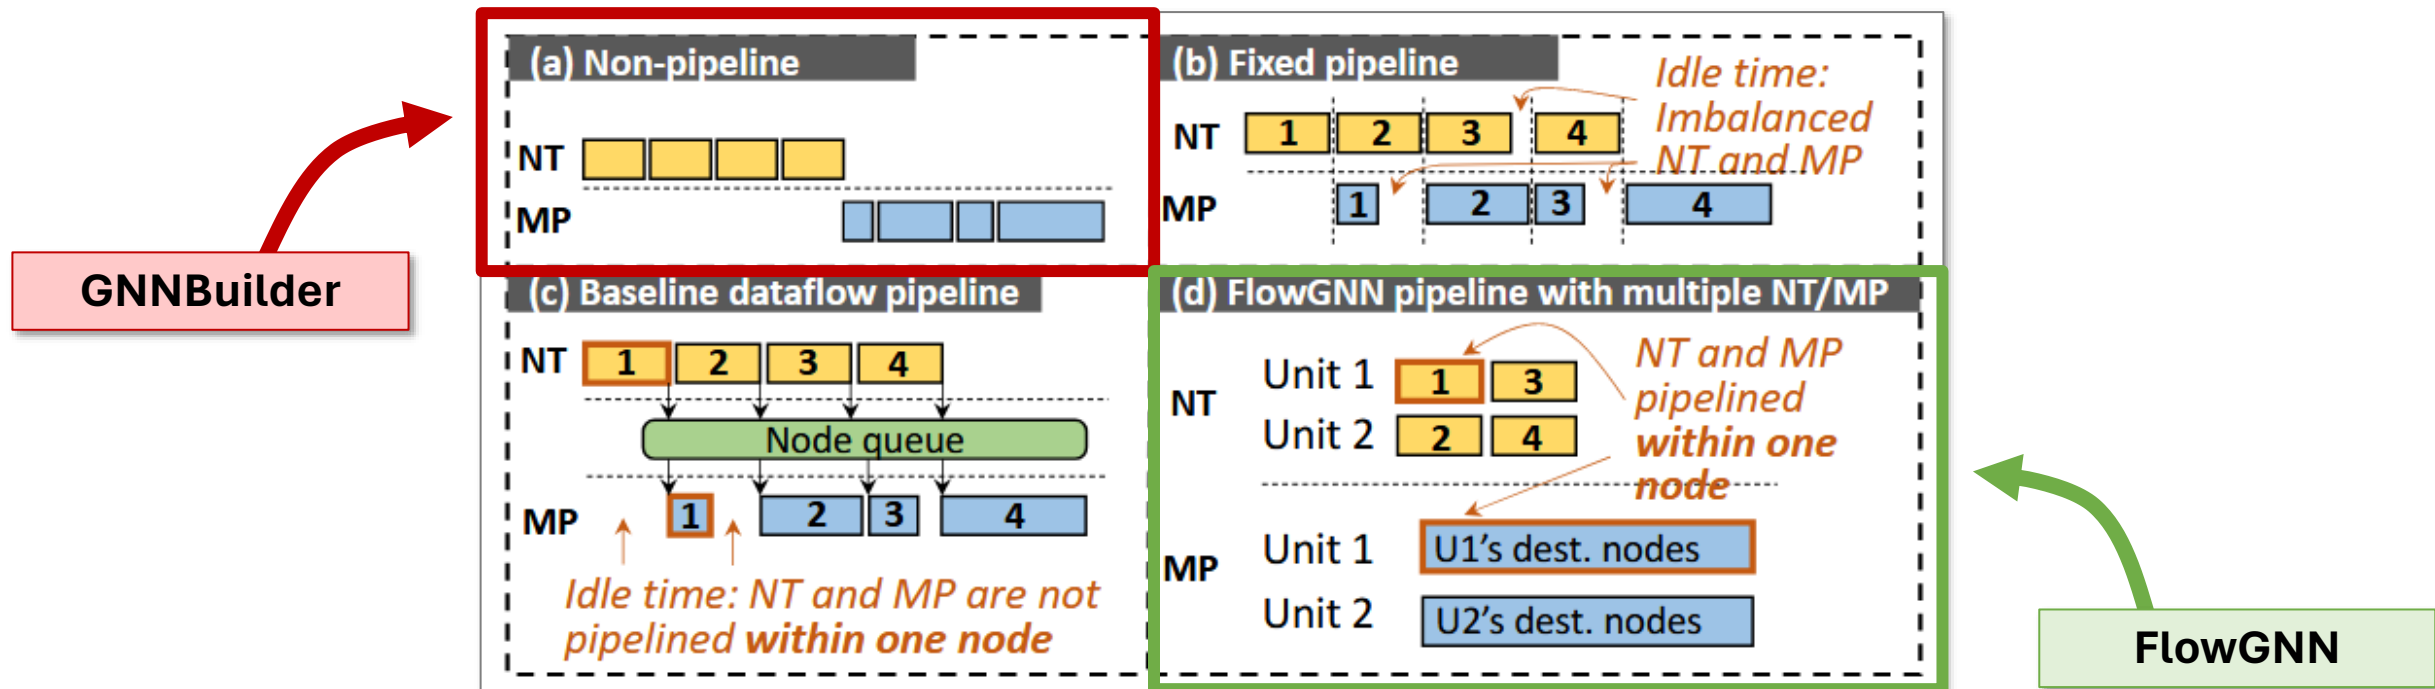 GNNBuilder
(a) Non-pipeline
NT
MP
(b) Fixed pipeline
Idle time:
Imbalanced
NT and MP
NT
1 2 3 4
MP
1 2 3 4
(c) Baseline dataflow pipeline
NT
1 2 3 4
Node queue
MP
1 2 3 4
Idle time: NT and MP are not
pipelined within one node
(d) FlowGNN pipeline with multiple NT/MP
NT
Unit 1
1 3
Unit 2
2 4
NT and MP
pipelined
within one
node
MP
Unit 1
U1's dest. nodes
Unit 2
U2's dest. nodes
FlowGNN